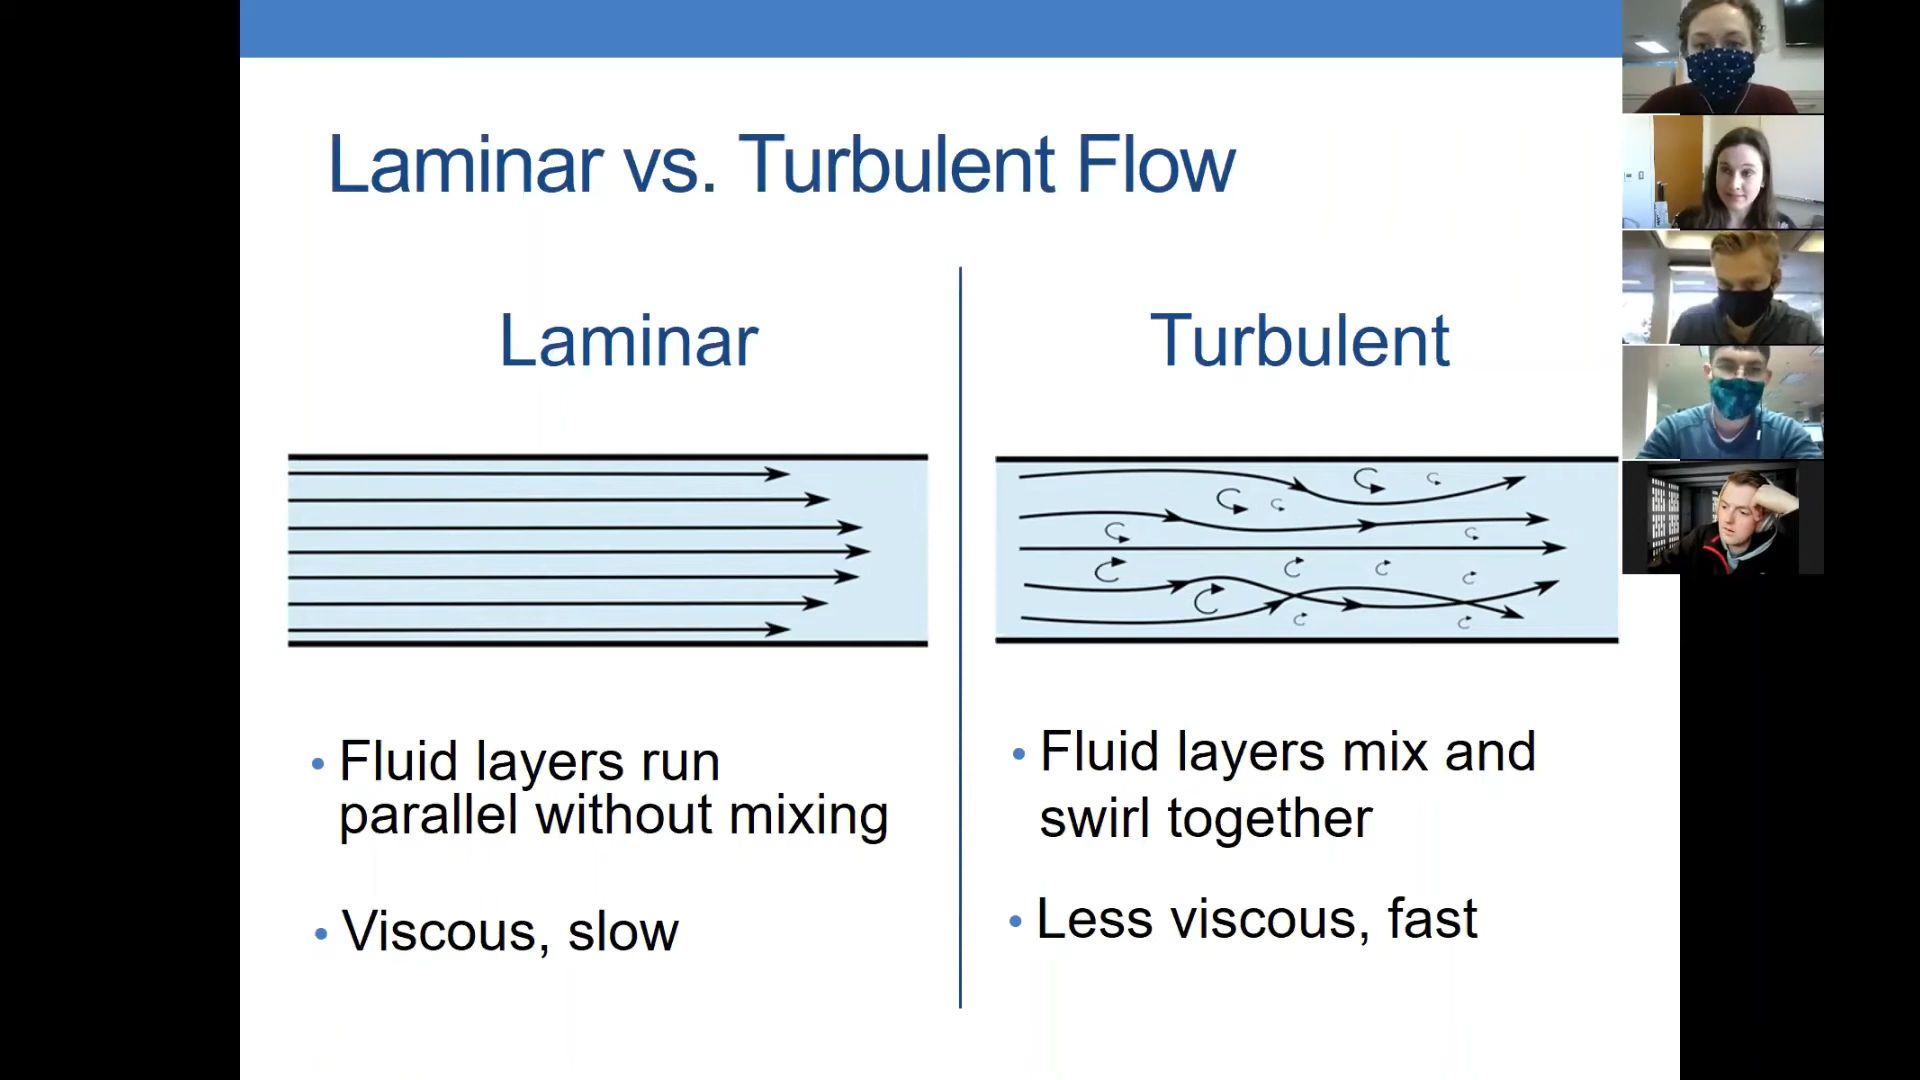 Laminar vs. Turbulent Flow
Laminar
• Fluid layers run
parallel without mixing
• Viscous, slow
Turbulent
• Fluid layers mix and
swirl together
• Less viscous, fast